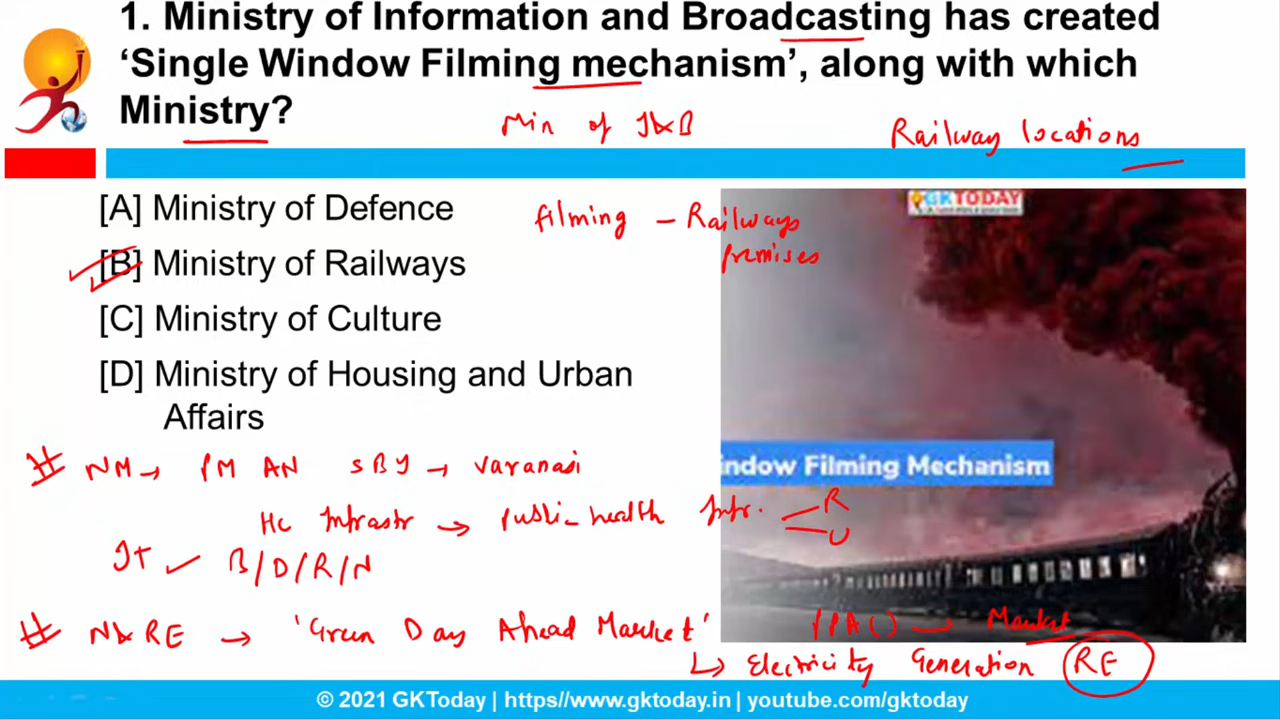 1. Ministry of Information and Broadcasting has created
‘Single Window Filming mechanism’, along with which
Ministry?
Min of I&B
Railway locations
[A] Ministry of Defence
[B] Ministry of Railways
[C] Ministry of Culture
[D] Ministry of Housing and Urban
Affairs
filming – Railways
premises
GKTODAY
indow Filming Mechanism
# NM → PM AN SBY → varanasi
Hc Infrastr → Public health Infr. R
U
It ✓ B/D/R/N
# N&RE → 'Green Day Ahead Market'
PPA() → Market
↳ Electricity Generation RE
© 2021 GKToday | https//www.gktoday.in | youtube.com/gktoday